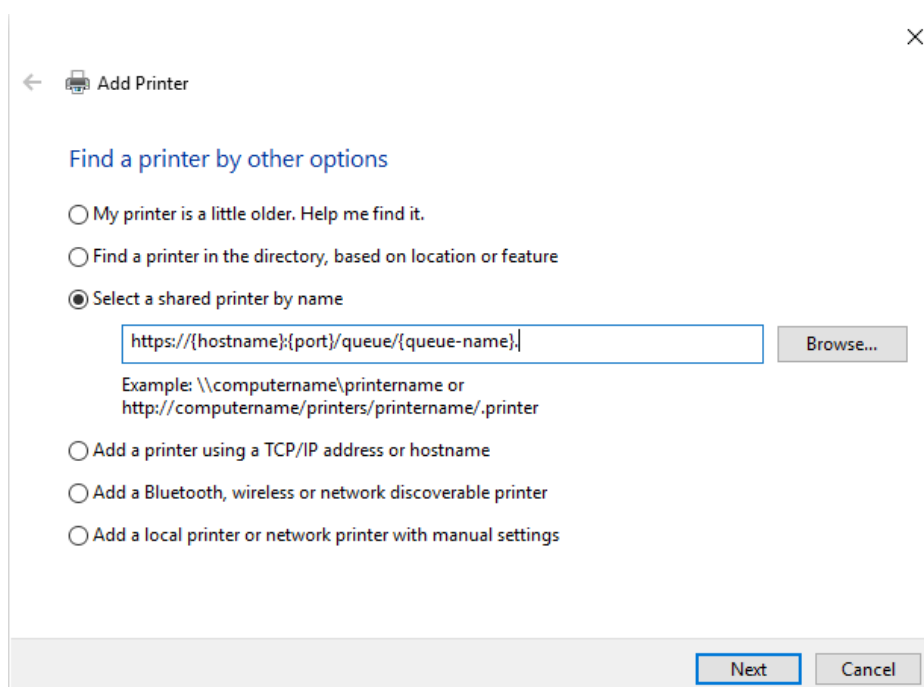 Add Printer
Find a printer by other options
My printer is a little older. Help me find it.
Find a printer in the directory, based on location or feature
Select a shared printer by name
https://{hostname}:{port}/queue/{queue-name}.
Browse...
Example: \\computername\printername or
http://computername/printers/printername/.printer
Add a printer using a TCP/IP address or hostname
Add a Bluetooth, wireless or network discoverable printer
Add a local printer or network printer with manual settings
Next
Cancel